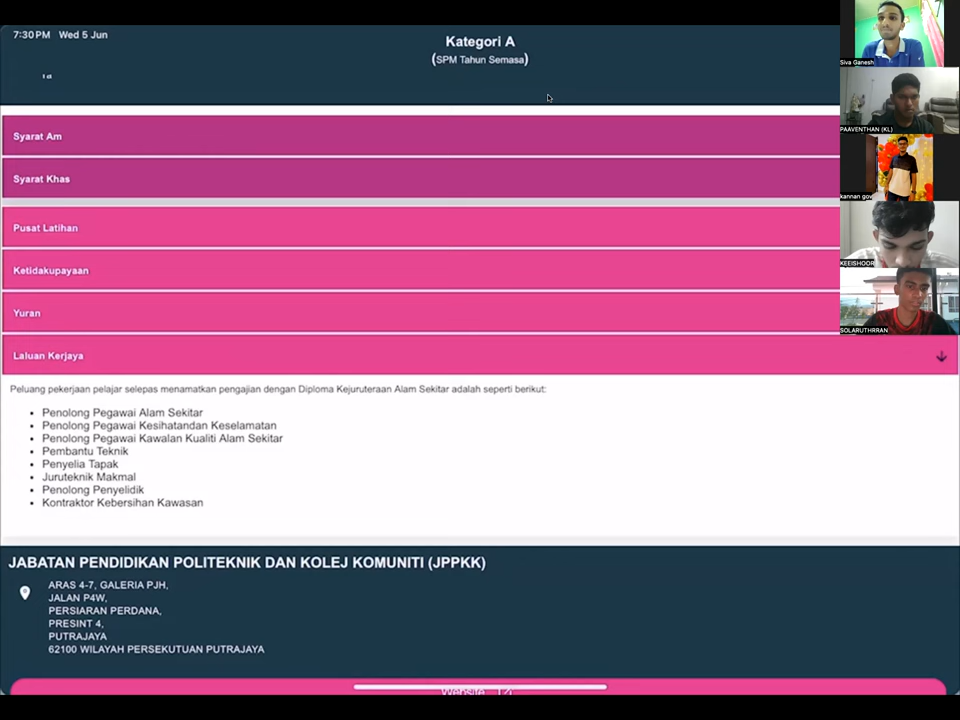 7:30 PM Wed 5 Jun
Kategori A
(SPM Tahun Semasa)
Syarat Am
Syarat Khas
Pusat Latihan
Ketidakupayaan
Yuran
Laluan Kerjaya
Peluang pekerjaan pelajar selepas menamatkan pengajian dengan Diploma Kejuruteraan Alam Sekitar adalah seperti berikut:
Penolong Pegawai Alam Sekitar
Penolong Pegawai Kesihatandan Keselamatan
Penolong Pegawai Kawalan Kualiti Alam Sekitar
Pembantu Teknik
Penyelia Tapak
Juruteknik Makmal
Penolong Penyelidik
Kontraktor Kebersihan Kawasan
JABATAN PENDIDIKAN POLITEKNIK DAN KOLEJ KOMUNITI (JPPKK)
ARAS 4-7, GALERIA PJH,
JALAN P4W,
PERSIARAN PERDANA,
PRESINT 4,
PUTRAJAYA
62100 WILAYAH PERSEKUTUAN PUTRAJAYA
Website
Siva Ganesh
PAAVENTHAN (KL)
kannan gov
KEEISHOOR
SOLARUTHRRAN